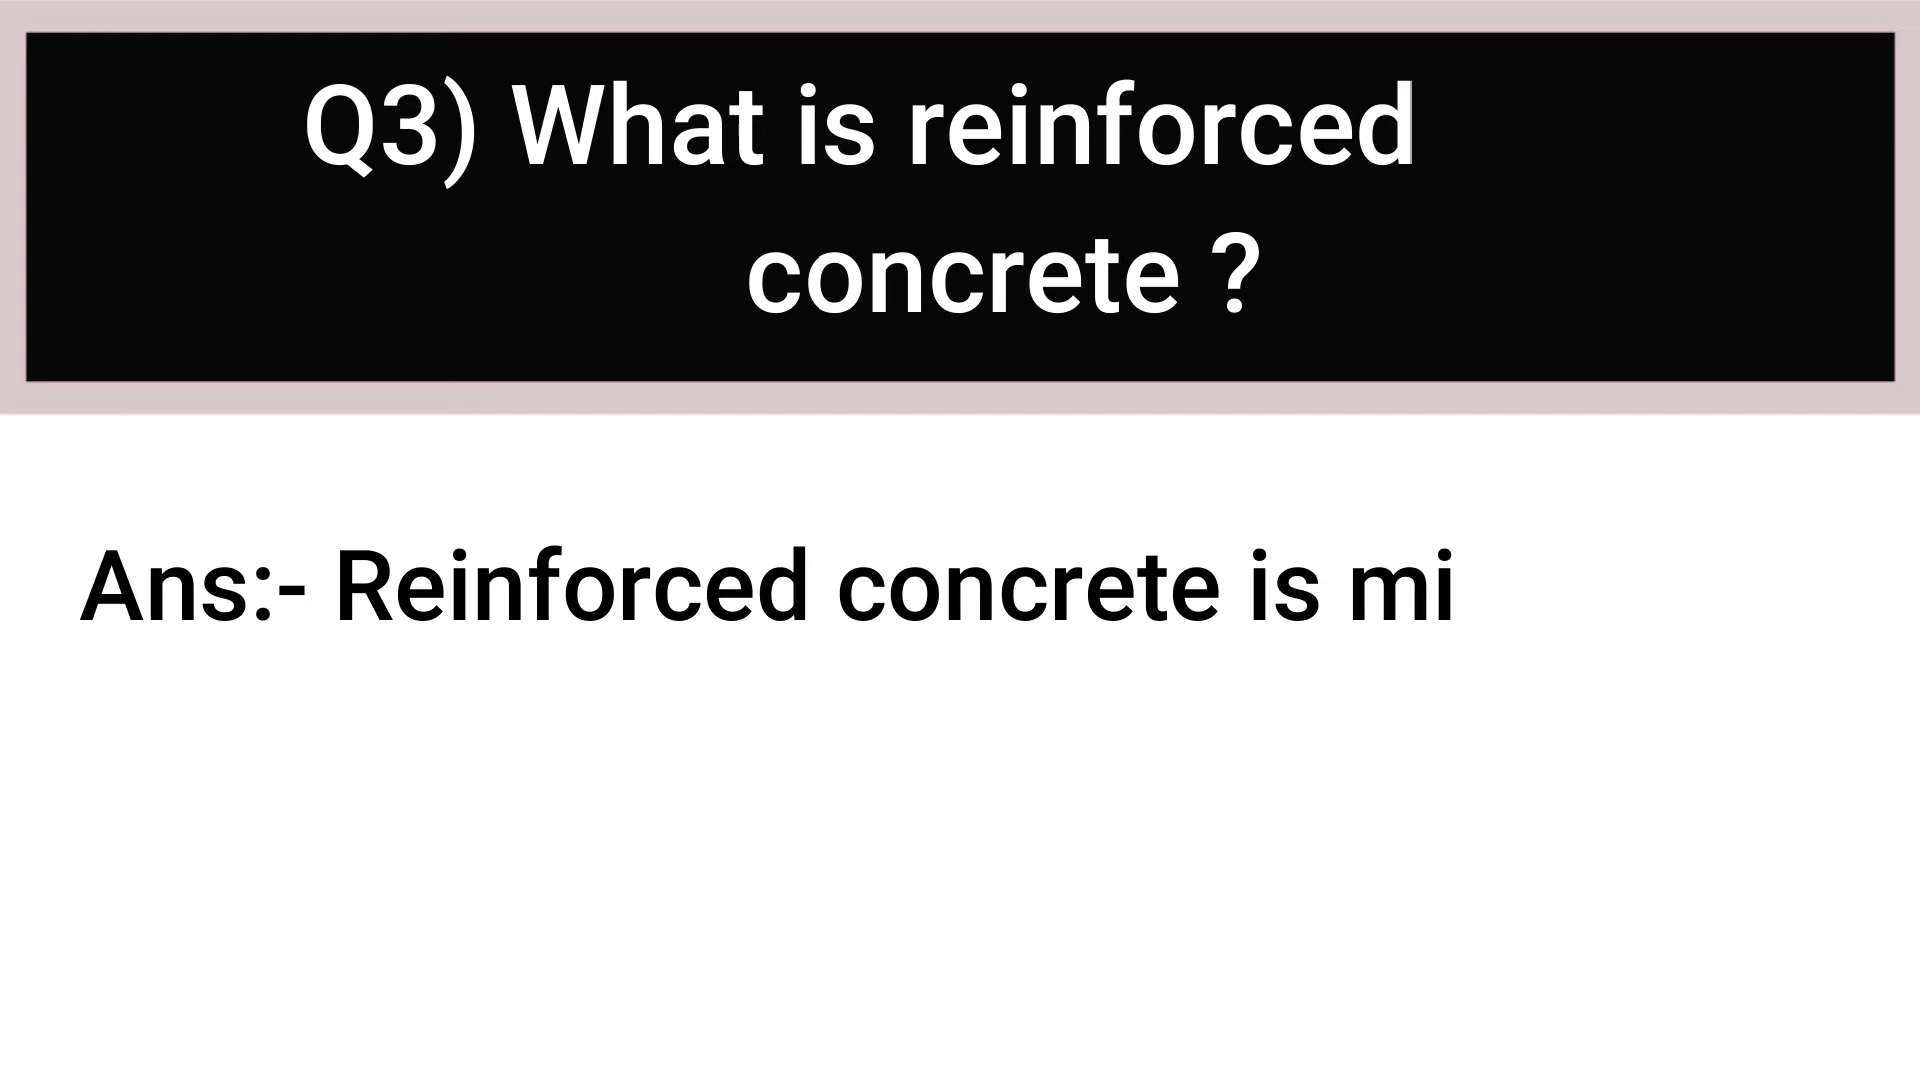 Q3) What is reinforced
concrete ?
Ans:- Reinforced concrete is mi